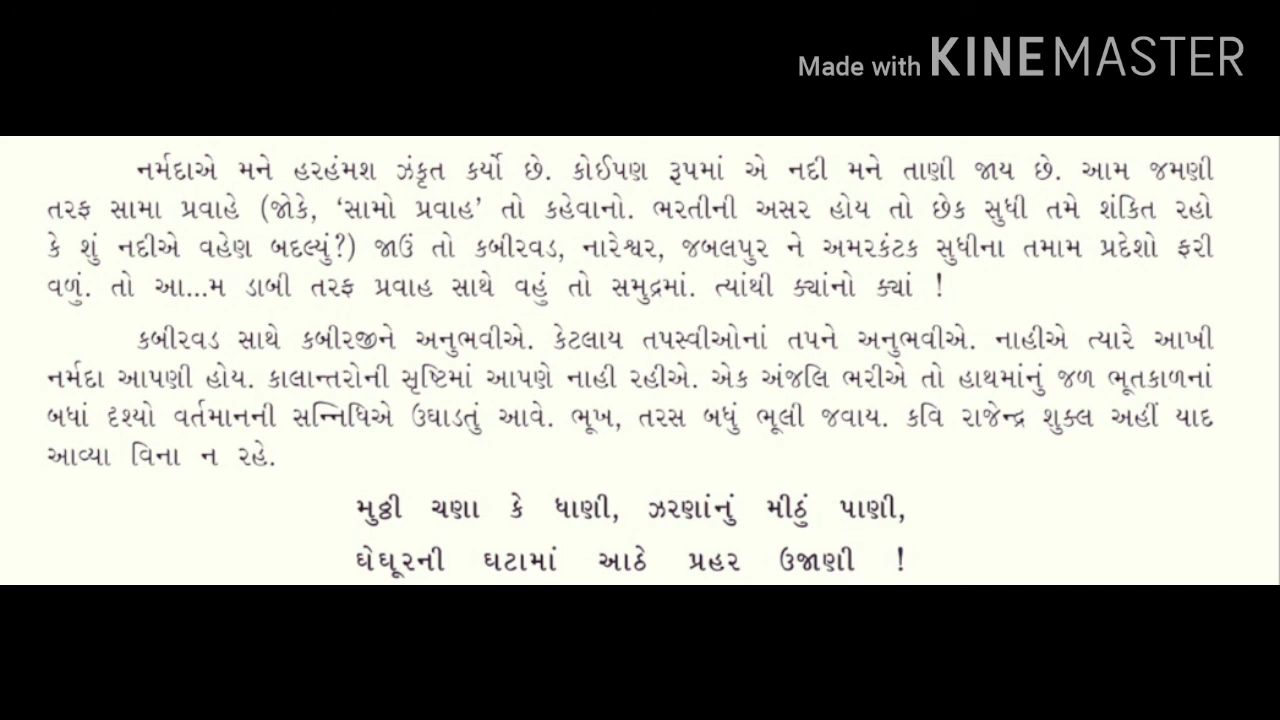 Made with KINEMASTER
નર્મદાએ મને હરહંમશ ઝંકૃત કર્યો છે. કોઈપણ રૂપમાં એ નદી મને તાણી જાય છે. આમ જમણી
તરફ સામા પ્રવાહે (જોકે, ‘સામો પ્રવાહ’ તો કહેવાનો. ભરતીની અસર હોય તો છેક સુધી તમે શંકિત રહો
કે શું નદીએ વહેણ બદલ્યું?) જાઉં તો કબીરવડ, નારેશ્વર, જબલપુર ને અમરકંટક સુધીના તમામ પ્રદેશો ફરી
વળું. તો આ...મ ડાબી તરફ પ્રવાહ સાથે વહું તો સમુદ્રમાં. ત્યાંથી ક્યાંનો ક્યાં !
કબીરવડ સાથે કબીરજીને અનુભવીએ. કેટલાય તપસ્વીઓનાં તપને અનુભવીએ. નાહીએ ત્યારે આખી
નર્મદા આપણી હોય. કાલાન્તરોની સૃષ્ટિમાં આપણે નાહી રહીએ. એક અંજલિ ભરીએ તો હાથમાંનું જળ ભૂતકાળનાં
બધાં દૃશ્યો વર્તમાનની સન્નિધિએ ઉઘાડતું આવે. ભૂખ, તરસ બધું ભૂલી જવાય. કવિ રાજેન્દ્ર શુક્લ અહીં યાદ
આવ્યા વિના ન રહે.
મુઠ્ઠી ચણા કે ધાણી, ઝરણાંનું મીઠું પાણી,
ઘેઘૂરની ઘટામાં આઠે પ્રહર ઉજાણી !